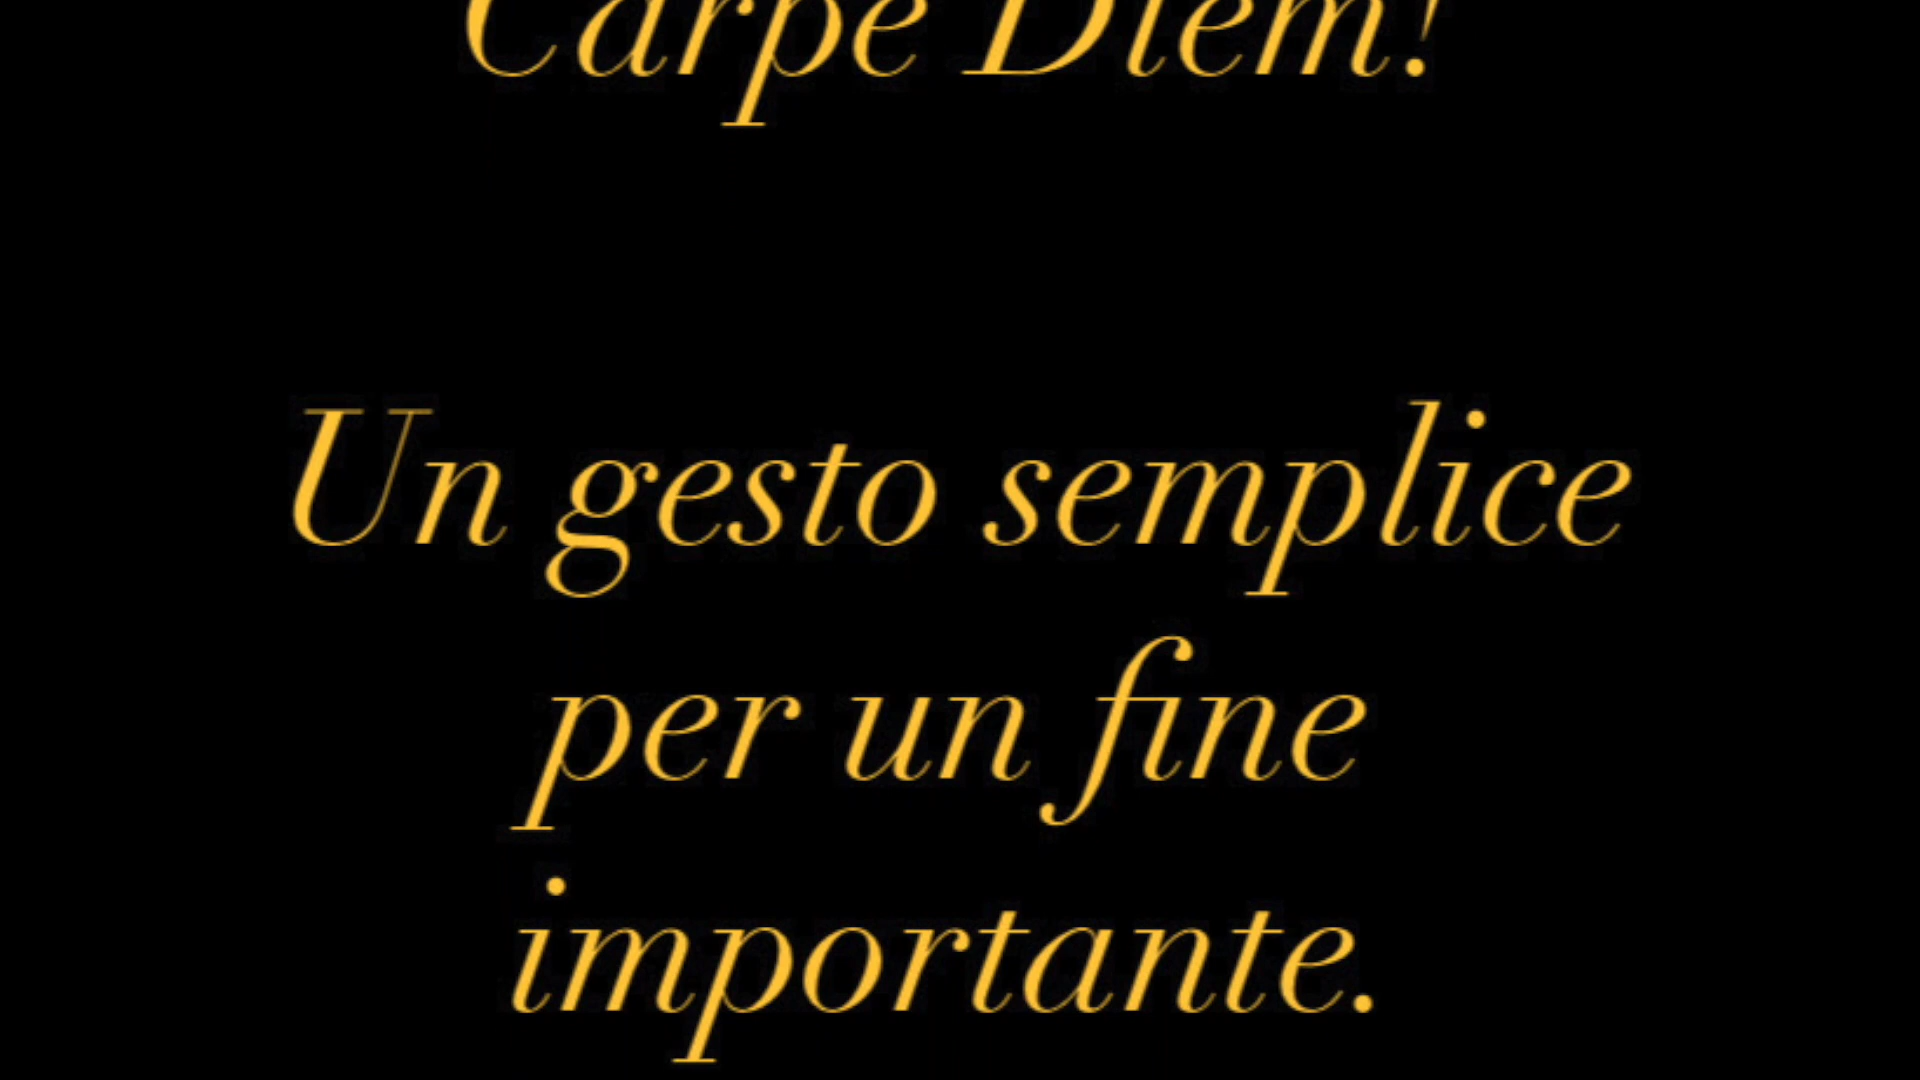 Carpe Diem!
Un gesto semplice
per un fine
importante.